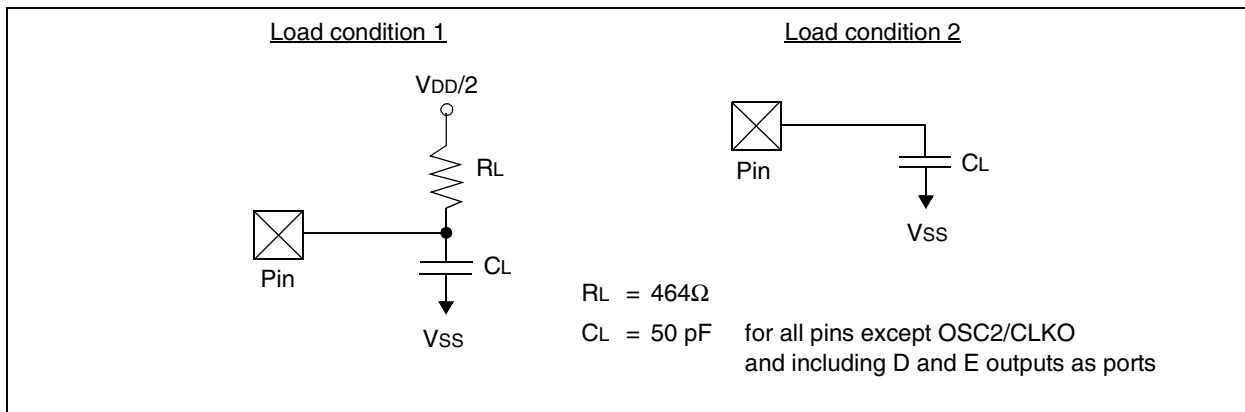 Load condition 1
Load condition 2
VDD/2
RL
CL
Pin
VSS
Pin
CL
VSS
RL = 464Ω
CL = 50 pF for all pins except OSC2/CLKO
and including D and E outputs as ports